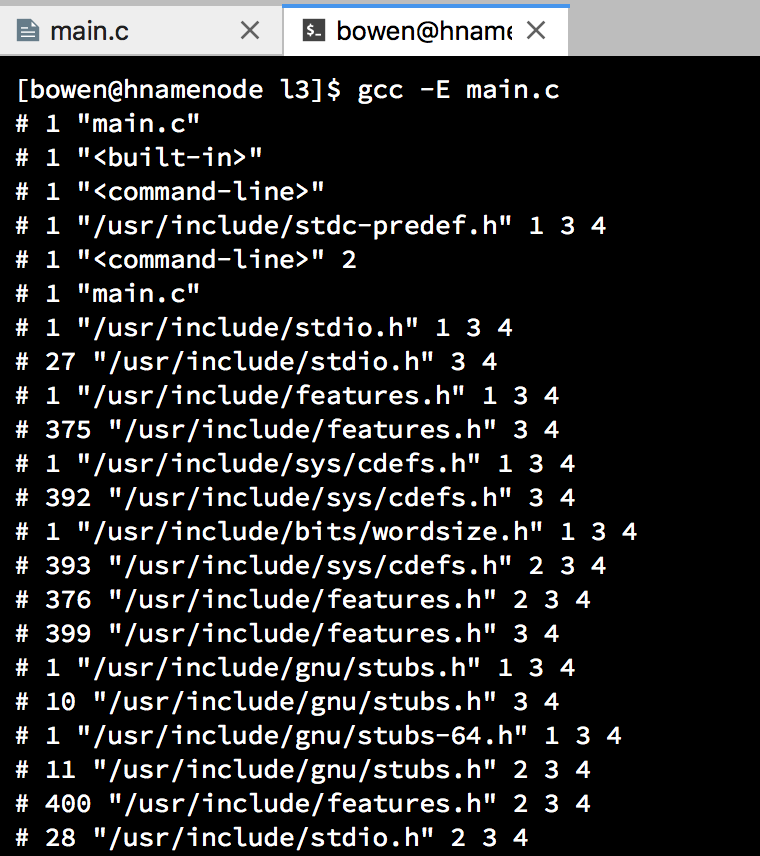 main.c
bowen@hname
[bowen@hnamenode l3]$ gcc -E main.c
# 1 "main.c"
# 1 "<built-in>"
# 1 "<command-line>"
# 1 "/usr/include/stdc-predef.h" 1 3 4
# 1 "<command-line>" 2
# 1 "main.c"
# 1 "/usr/include/stdio.h" 1 3 4
# 27 "/usr/include/stdio.h" 3 4
# 1 "/usr/include/features.h" 1 3 4
# 375 "/usr/include/features.h" 3 4
# 1 "/usr/include/sys/cdefs.h" 1 3 4
# 392 "/usr/include/sys/cdefs.h" 3 4
# 1 "/usr/include/bits/wordsize.h" 1 3 4
# 393 "/usr/include/sys/cdefs.h" 2 3 4
# 376 "/usr/include/features.h" 2 3 4
# 399 "/usr/include/features.h" 3 4
# 1 "/usr/include/gnu/stubs.h" 1 3 4
# 10 "/usr/include/gnu/stubs.h" 3 4
# 1 "/usr/include/gnu/stubs-64.h" 1 3 4
# 11 "/usr/include/gnu/stubs.h" 2 3 4
# 400 "/usr/include/features.h" 2 3 4
# 28 "/usr/include/stdio.h" 2 3 4